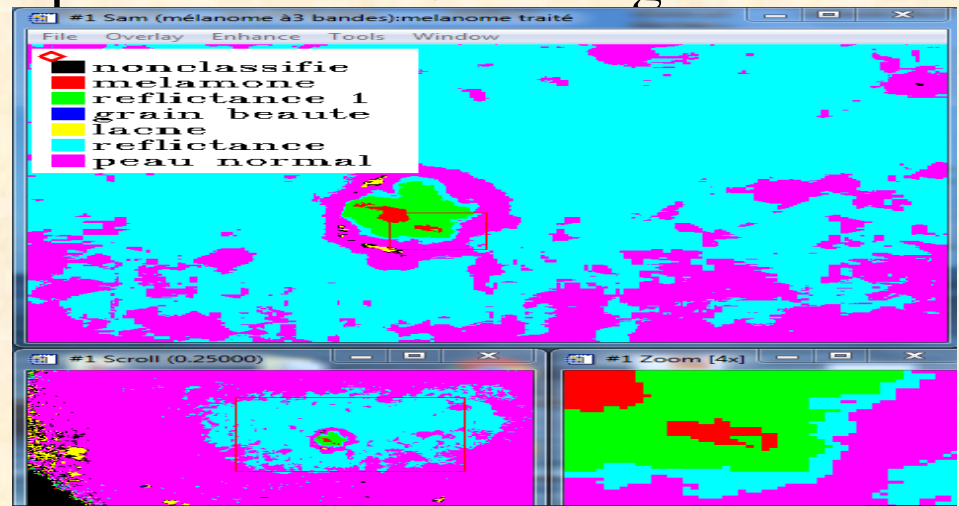 #1 Sam (mélanome à3 bandes):melanome traité
File Overlay Enhance Tools Window
nonclassifie
melamone
reflictance 1
grain beaute
lacne
reflictance
peau normal
#1 Scroll (0.25000)
#1 Zoom [4x]